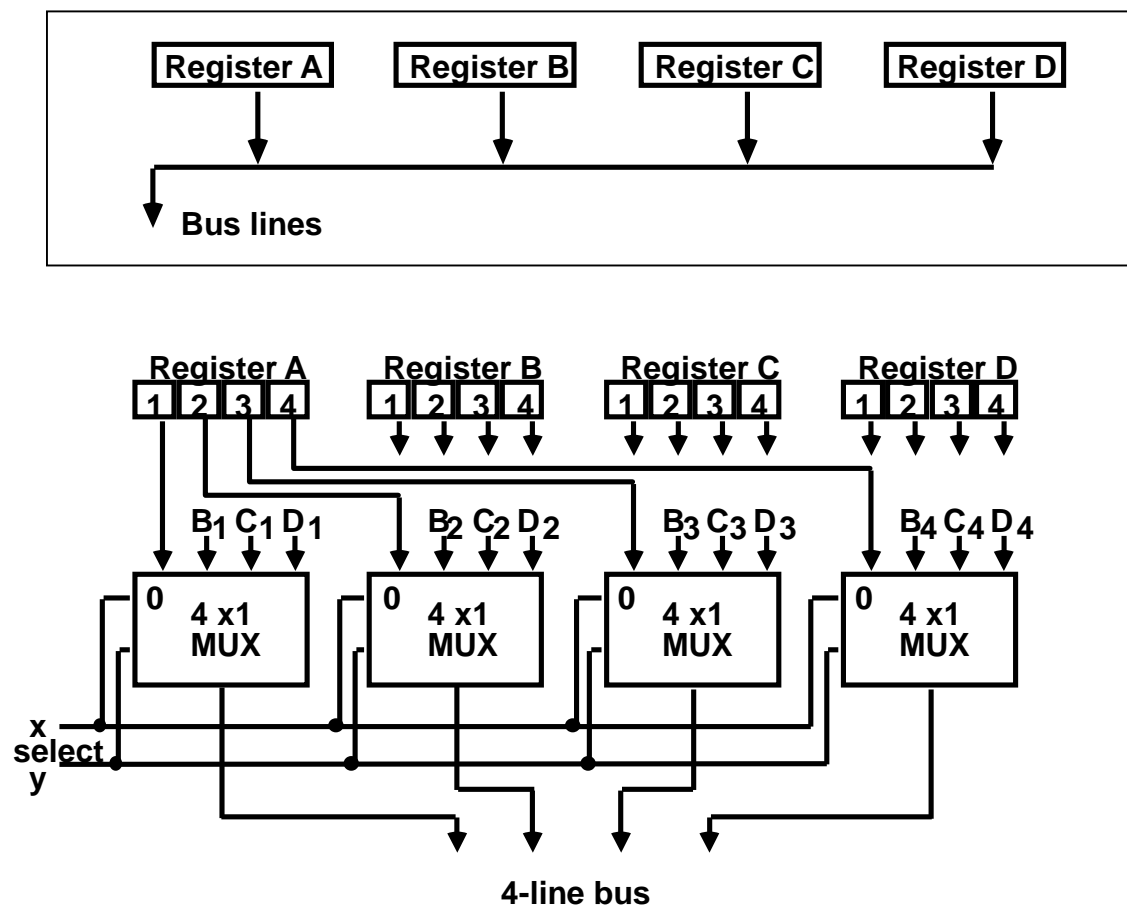 Register A Register B Register C Register D
Bus lines
Register A Register B Register C Register D
1 2 3 4 1 2 3 4 1 2 3 4 1 2 3 4
B1 C1 D1 B2 C2 D2 B3 C3 D3 B4 C4 D4
0 0 0 0
4 x1 4 x1 4 x1 4 x1
MUX MUX MUX MUX
x
select
y
4-line bus